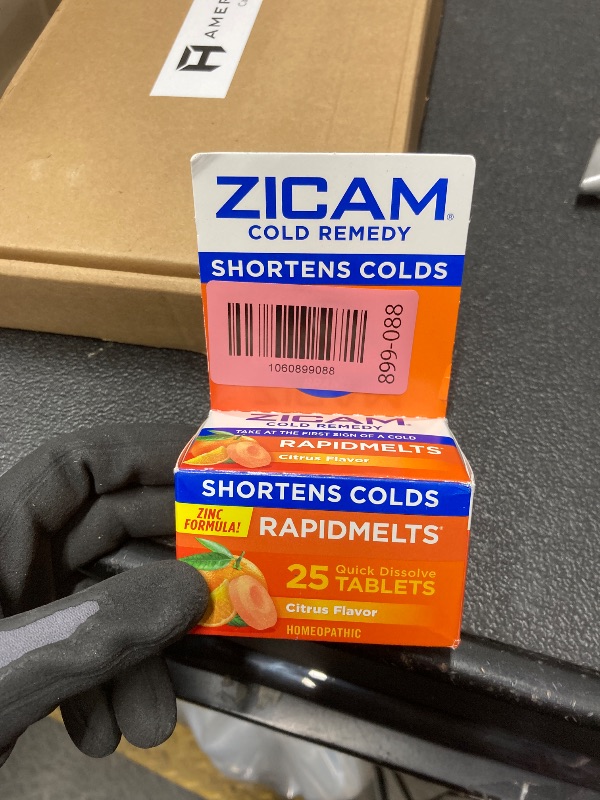 H AMER
ZICAM®
COLD REMEDY
SHORTENS COLDS
1060899088
899-088
ZICAM®
COLD REMEDY
TAKE AT THE FIRST SIGN OF A COLD
RAPIDMELTS
Citrus Flavor
SHORTENS COLDS
ZINC
FORMULA!
RAPIDMELTS®
25 Quick Dissolve
TABLETS
Citrus Flavor
HOMEOPATHIC